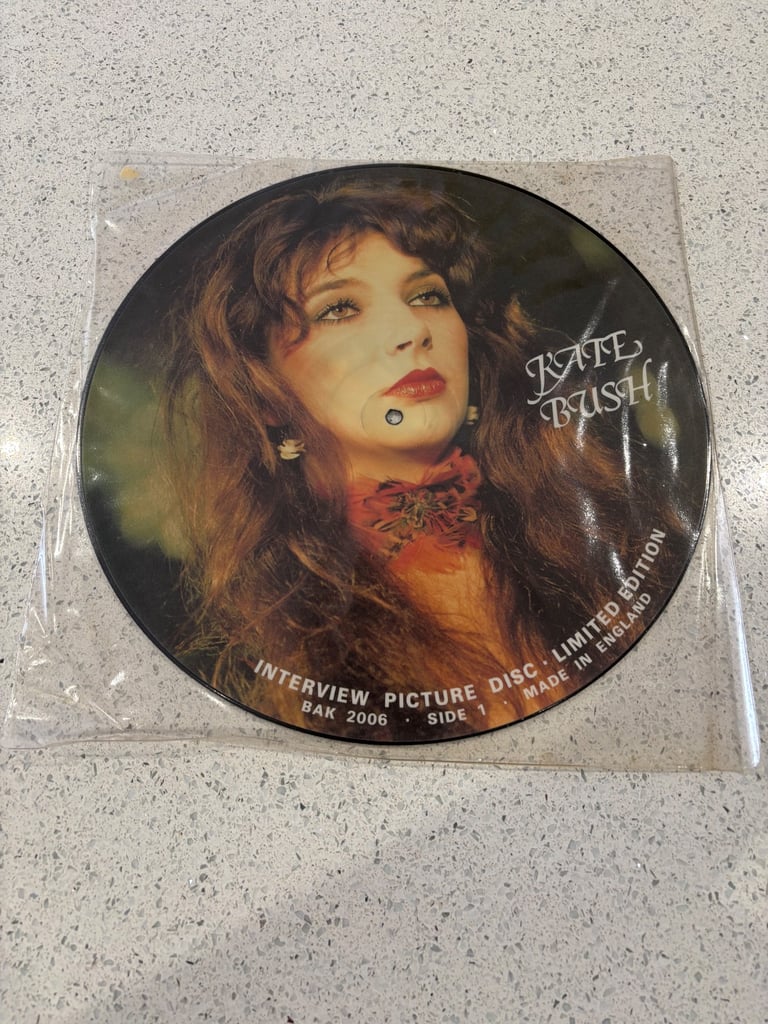 KATE
BUSH
INTERVIEW PICTURE DISC · LIMITED EDITION
BAK 2006 · SIDE 1 · MADE IN ENGLAND